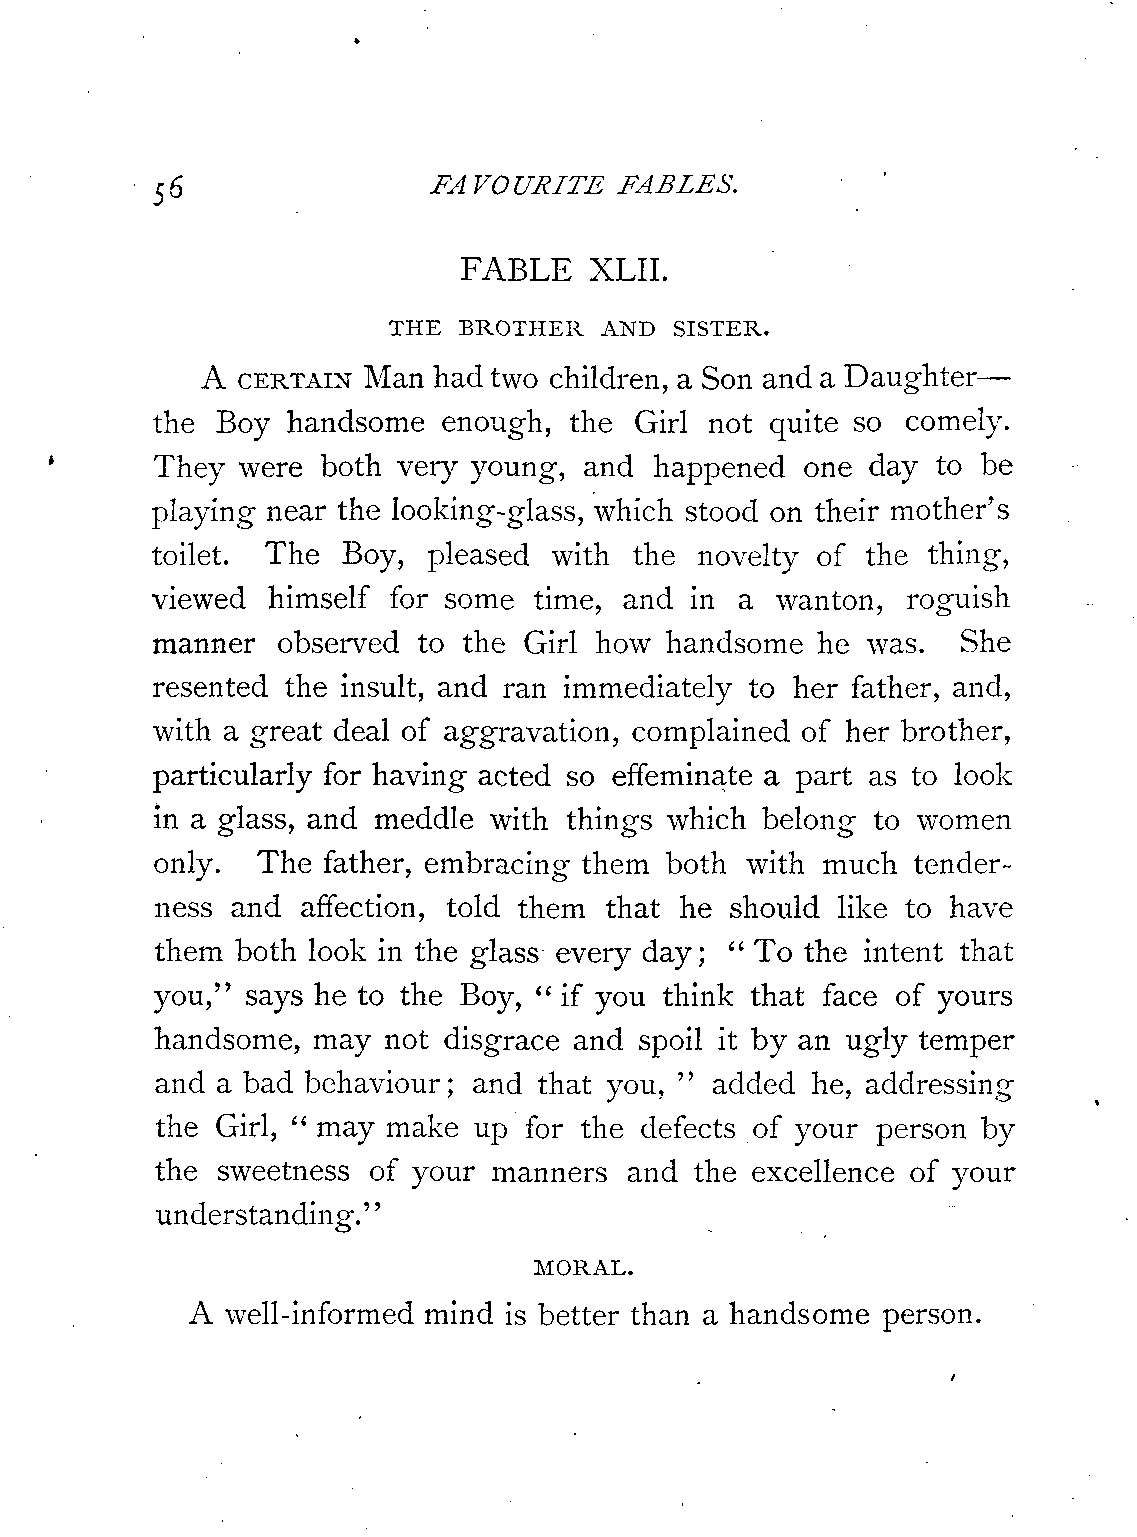 56 FAVOURITE FABLES.
FABLE XLII.
THE BROTHER AND SISTER.
A CERTAIN Man had two children, a Son and a Daughter—
the Boy handsome enough, the Girl not quite so comely.
They were both very young, and happened one day to be
playing near the looking-glass, which stood on their mother's
toilet. The Boy, pleased with the novelty of the thing,
viewed himself for some time, and in a wanton, roguish
manner observed to the Girl how handsome he was. She
resented the insult, and ran immediately to her father, and,
with a great deal of aggravation, complained of her brother,
particularly for having acted so effeminate a part as to look
in a glass, and meddle with things which belong to women
only. The father, embracing them both with much tender-
ness and affection, told them that he should like to have
them both look in the glass every day; "To the intent that
you," says he to the Boy, "if you think that face of yours
handsome, may not disgrace and spoil it by an ugly temper
and a bad behaviour; and that you, " added he, addressing
the Girl, "may make up for the defects of your person by
the sweetness of your manners and the excellence of your
understanding."
MORAL.
A well-informed mind is better than a handsome person.